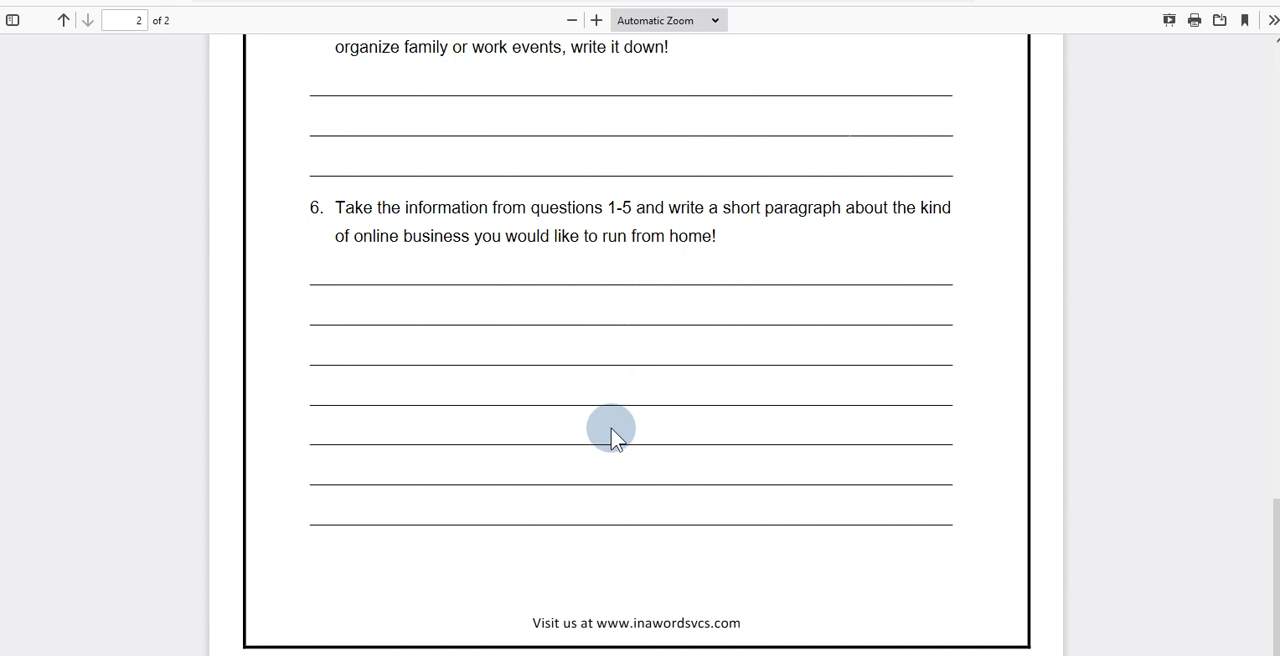 2
of 2
Automatic Zoom
organize family or work events, write it down!
6. Take the information from questions 1-5 and write a short paragraph about the kind
of online business you would like to run from home!
Visit us at www.inawordsvcs.com